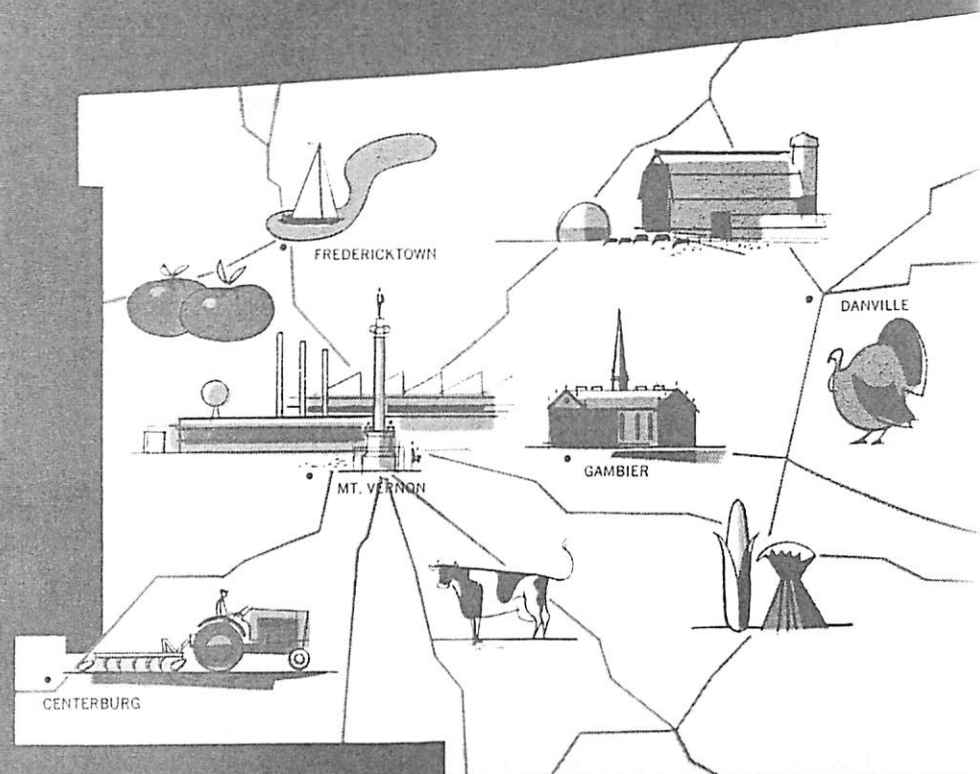 FREDERICKTOWN
DANVILLE
GAMBIER
MT. VERNON
CENTERBURG